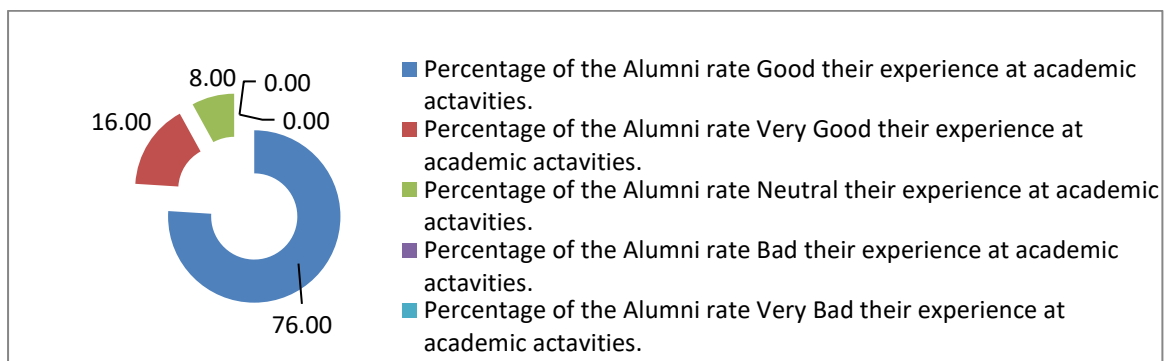 8.00
0.00
0.00
16.00
76.00
Percentage of the Alumni rate Good their experience at academic
actavities.
Percentage of the Alumni rate Very Good their experience at
academic actavities.
Percentage of the Alumni rate Neutral their experience at academic
actavities.
Percentage of the Alumni rate Bad their experience at academic
actavities.
Percentage of the Alumni rate Very Bad their experience at
academic actavities.